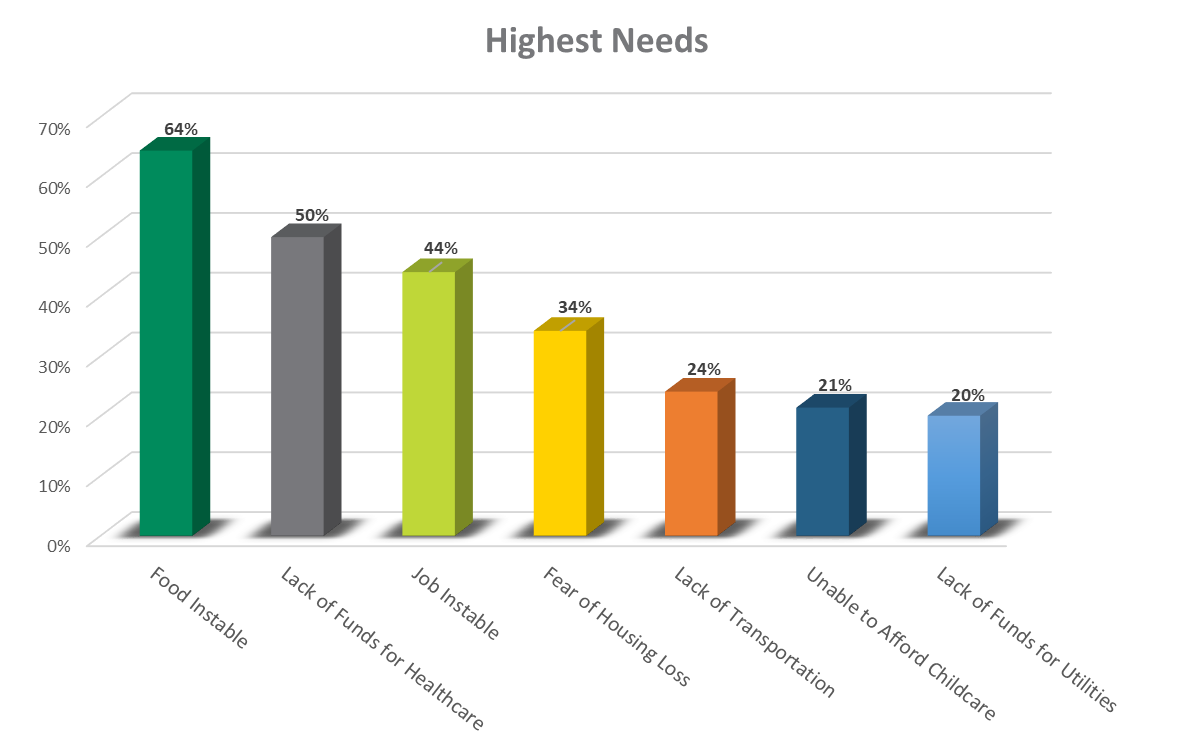 Highest Needs
70%
60%
50%
40%
30%
20%
10%
0%
64%
50%
44%
34%
24%
21%
20%
Food Instable
Lack of Funds for Healthcare
Job Instable
Fear of Housing Loss
Lack of Transportation
Unable to Afford Childcare
Lack of Funds for Utilities